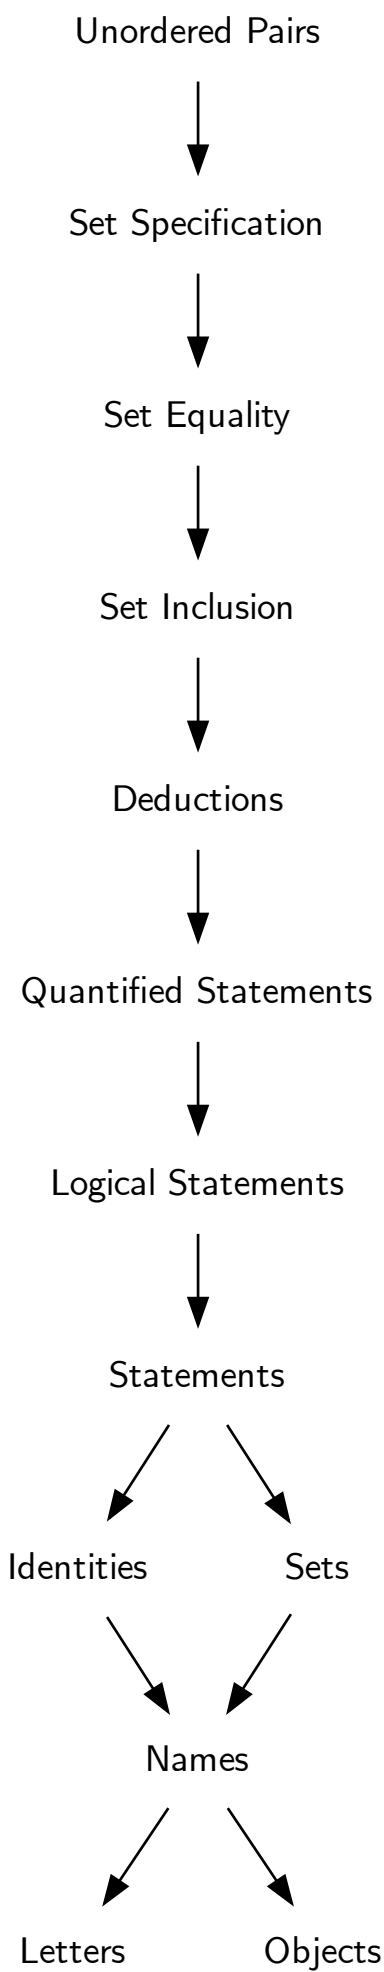 Unordered Pairs
Set Specification
Set Equality
Set Inclusion
Deductions
Quantified Statements
Logical Statements
Statements
Identities
Sets
Names
Letters
Objects